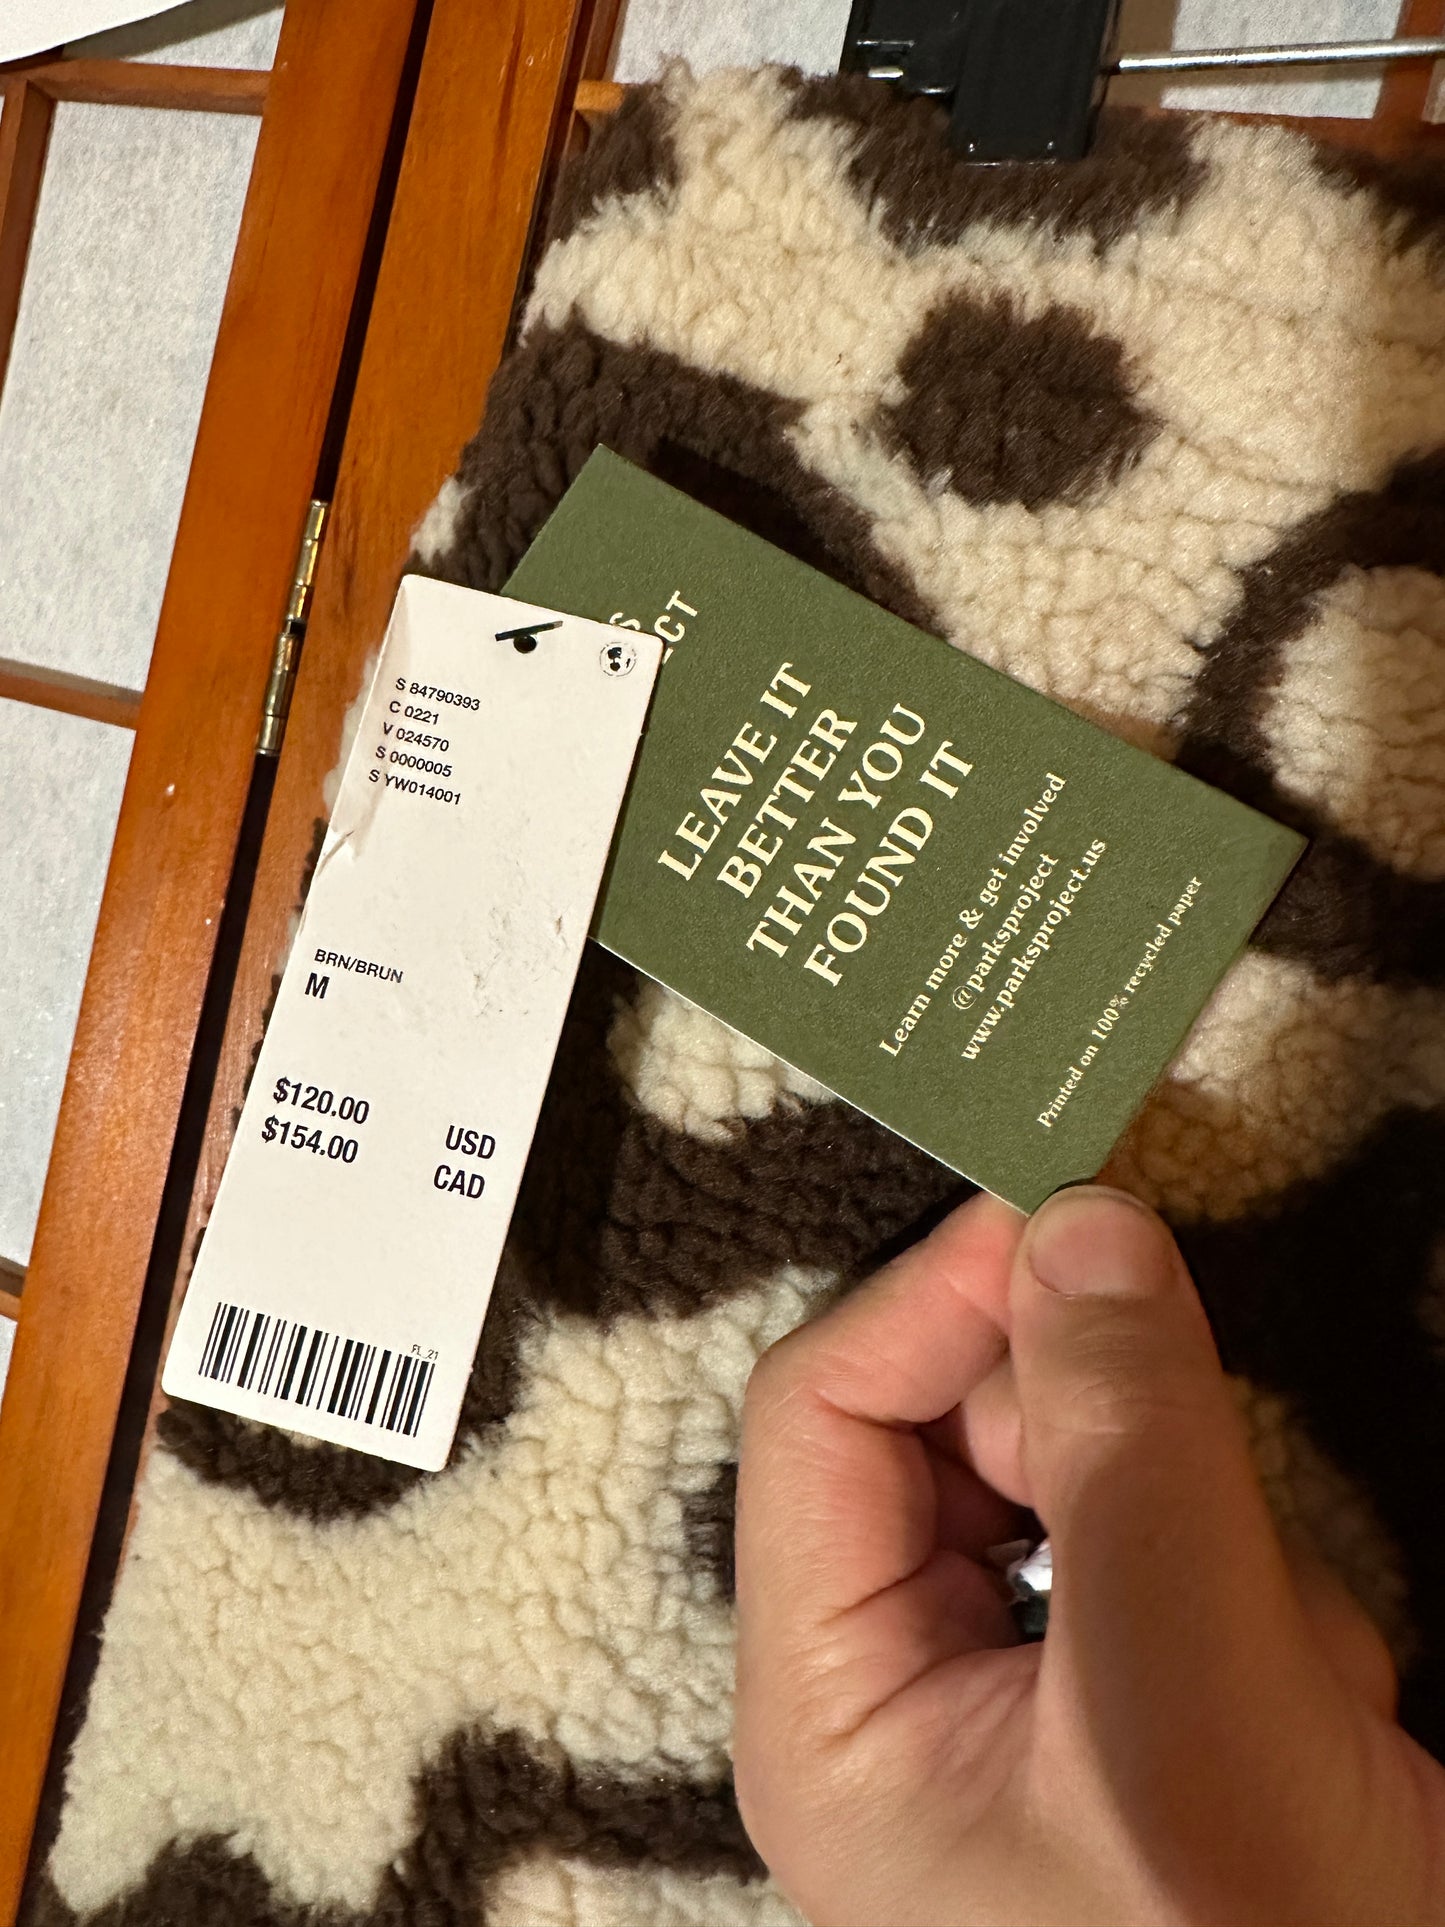 S 84790393
C 0221
V 024570
S 0000005
S YW014001
BRN/BRUN
M
$120.00 USD
$154.00 CAD
FL_21
LEAVE IT
BETTER
THAN YOU
FOUND IT
Learn more & get involved
@parksproject
www.parksproject.us
Printed on 100% recycled paper